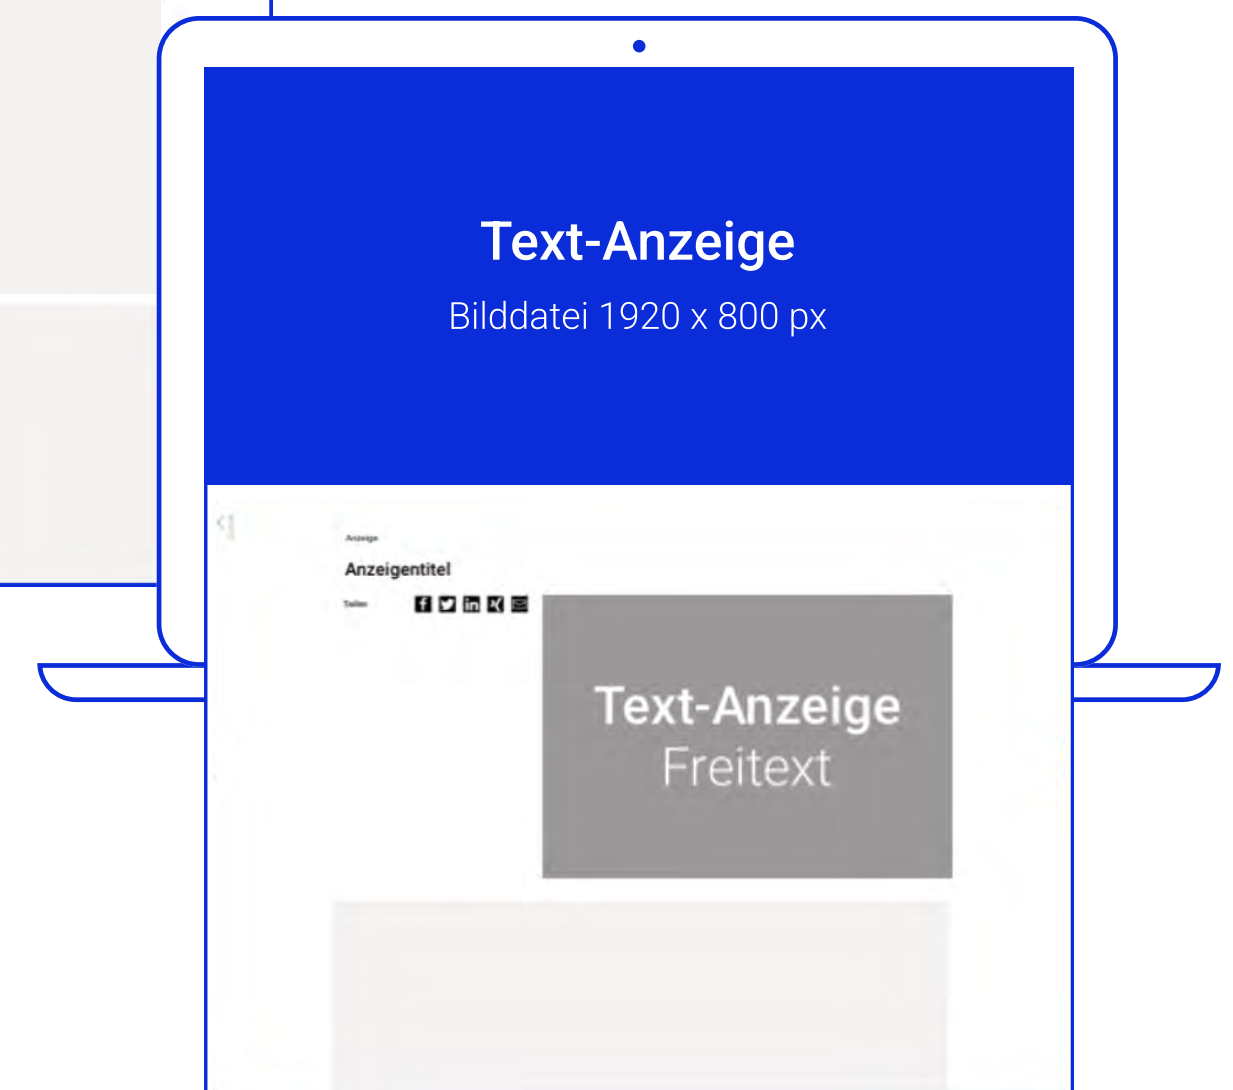 Text-Anzeige
Bilddatei 1920 x 800 px
Anzeige
Anzeigentitel
Teilen
Text-Anzeige
Freitext